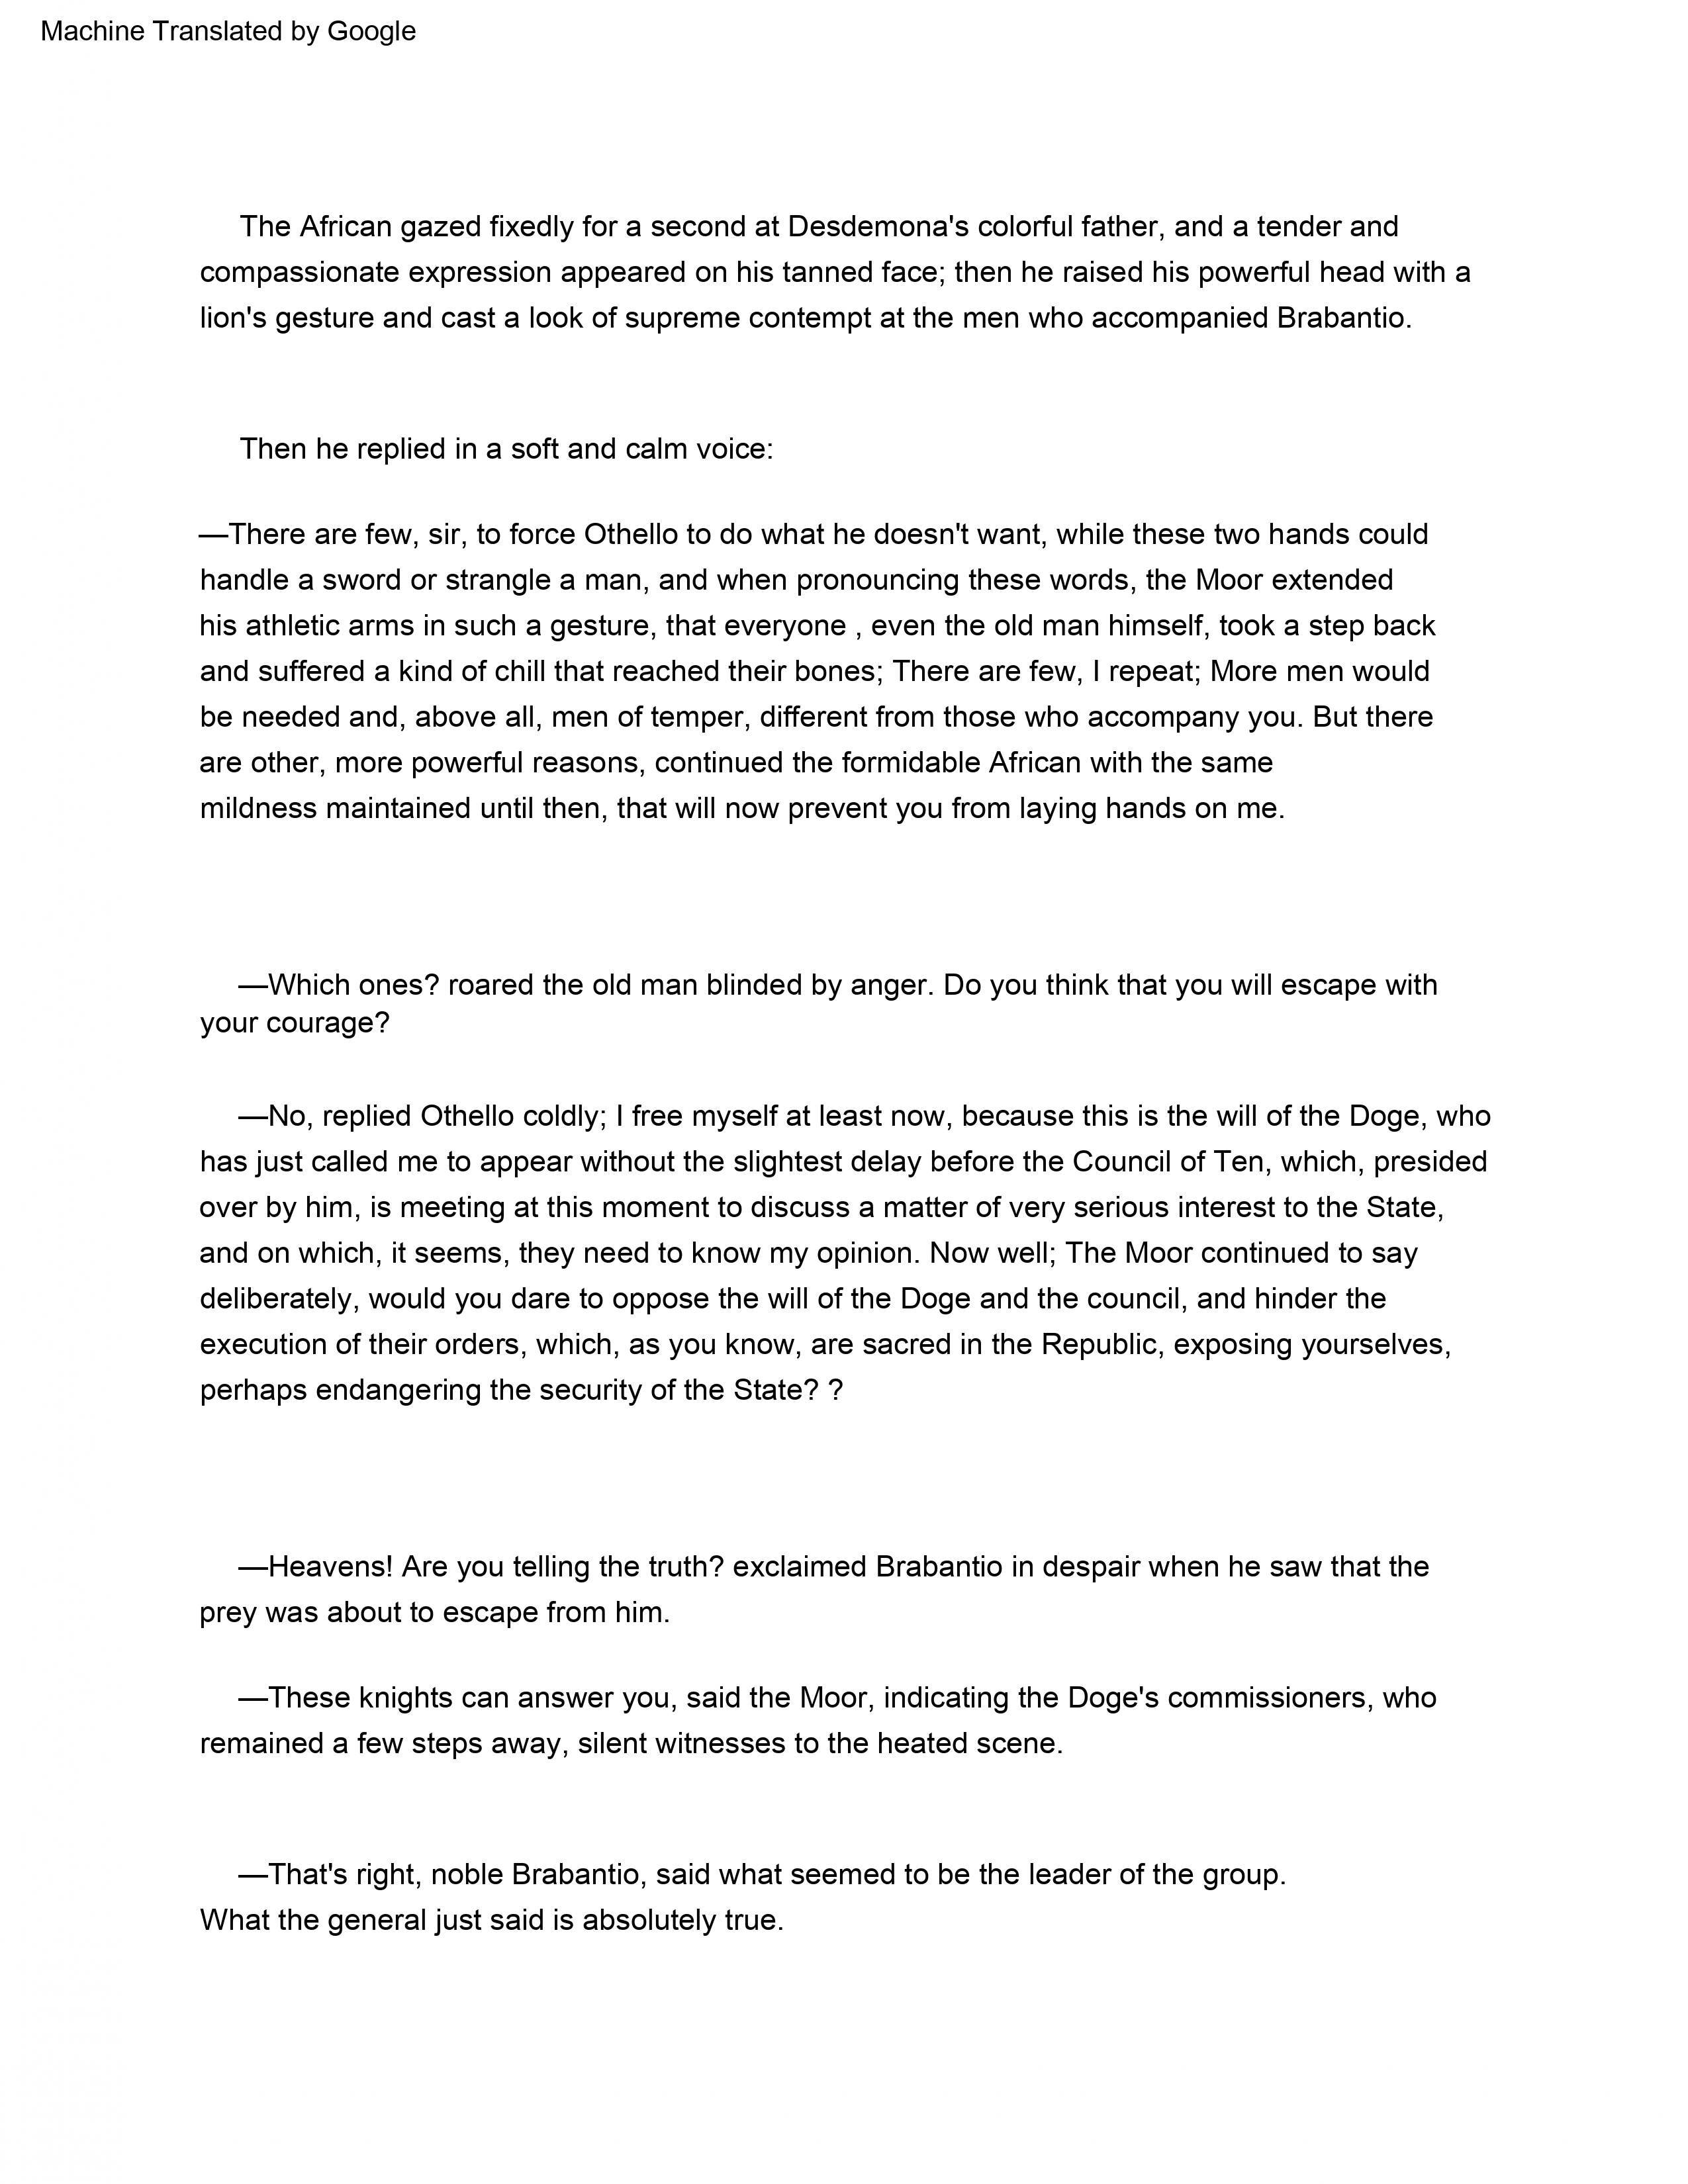 Machine Translated by Google
The African gazed fixedly for a second at Desdemona's colorful father, and a tender and
compassionate expression appeared on his tanned face; then he raised his powerful head with a
lion's gesture and cast a look of supreme contempt at the men who accompanied Brabantio.
Then he replied in a soft and calm voice:
—There are few, sir, to force Othello to do what he doesn't want, while these two hands could
handle a sword or strangle a man, and when pronouncing these words, the Moor extended
his athletic arms in such a gesture, that everyone , even the old man himself, took a step back
and suffered a kind of chill that reached their bones; There are few, I repeat; More men would
be needed and, above all, men of temper, different from those who accompany you. But there
are other, more powerful reasons, continued the formidable African with the same
mildness maintained until then, that will now prevent you from laying hands on me.
—Which ones? roared the old man blinded by anger. Do you think that you will escape with
your courage?
—No, replied Othello coldly; I free myself at least now, because this is the will of the Doge, who
has just called me to appear without the slightest delay before the Council of Ten, which, presided
over by him, is meeting at this moment to discuss a matter of very serious interest to the State,
and on which, it seems, they need to know my opinion. Now well; The Moor continued to say
deliberately, would you dare to oppose the will of the Doge and the council, and hinder the
execution of their orders, which, as you know, are sacred in the Republic, exposing yourselves,
perhaps endangering the security of the State? ?
—Heavens! Are you telling the truth? exclaimed Brabantio in despair when he saw that the
prey was about to escape from him.
—These knights can answer you, said the Moor, indicating the Doge's commissioners, who
remained a few steps away, silent witnesses to the heated scene.
—That's right, noble Brabantio, said what seemed to be the leader of the group.
What the general just said is absolutely true.